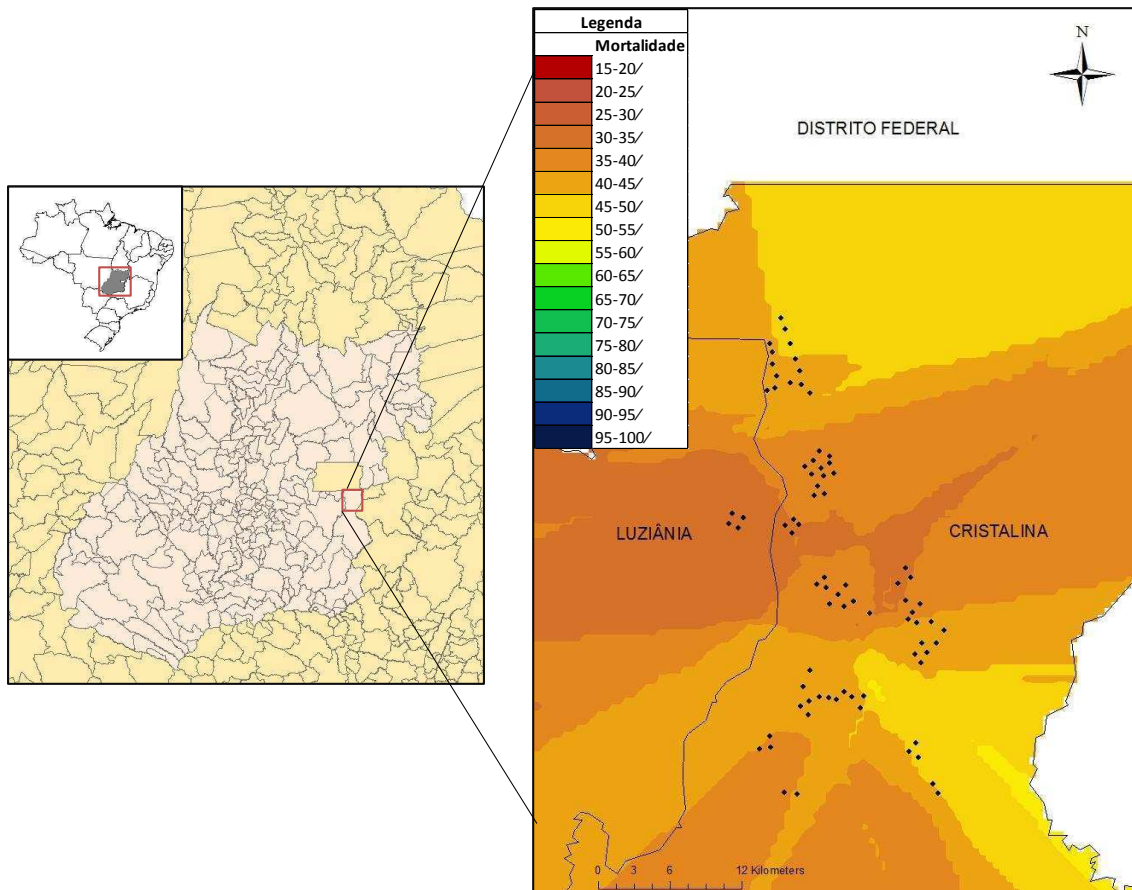 Legenda
Mortalidade
15-20/
20-25/
25-30/
30-35/
35-40/
40-45/
45-50/
50-55/
55-60/
60-65/
65-70/
70-75/
75-80/
80-85/
85-90/
90-95/
95-100/
N
DISTRITO FEDERAL
LUZIÂNIA
CRISTALINA
0 3 6 12 Kilometers